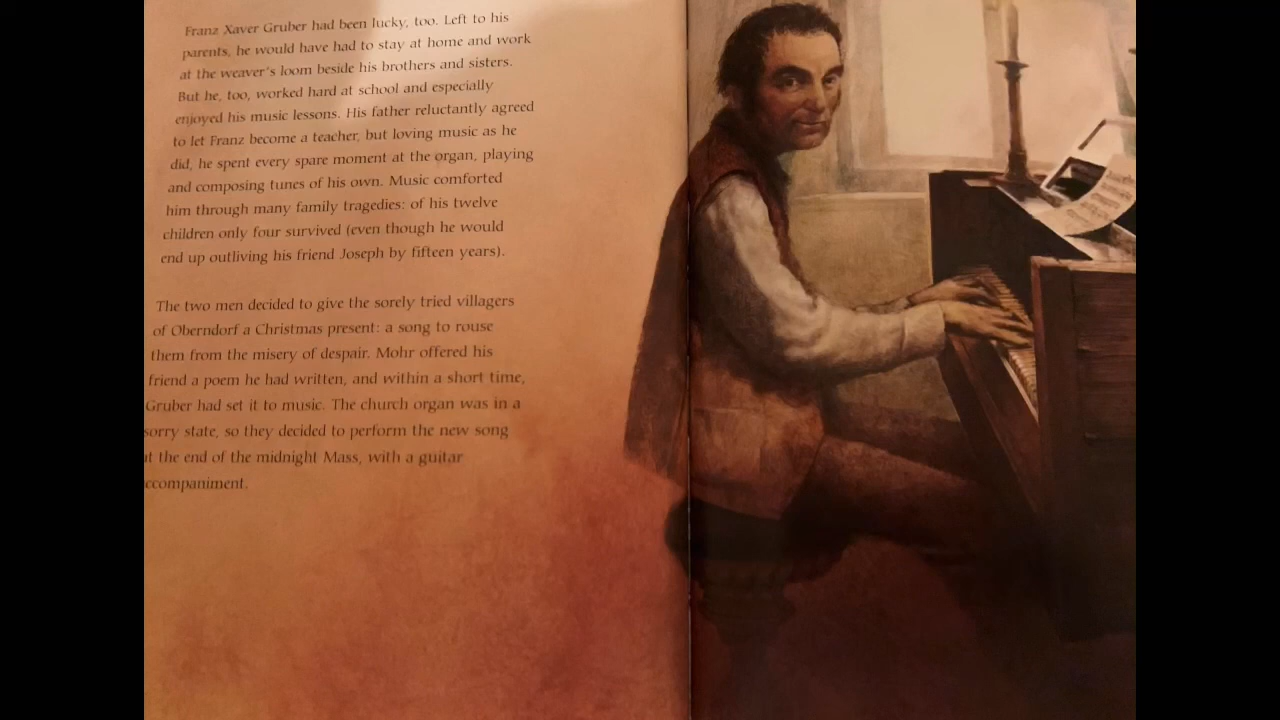 Franz Xaver Gruber had been lucky, too. Left to his
parents, he would have had to stay at home and work
at the weaver's loom beside his brothers and sisters.
But he, too, worked hard at school and especially
enjoyed his music lessons. His father reluctantly agreed
to let Franz become a teacher, but loving music as he
did, he spent every spare moment at the organ, playing
and composing tunes of his own. Music comforted
him through many family tragedies: of his twelve
children only four survived (even though he would
end up outliving his friend Joseph by fifteen years).
The two men decided to give the sorely tried villagers
of Oberndorf a Christmas present: a song to rouse
them from the misery of despair. Mohr offered his
friend a poem he had written, and within a short time,
Gruber had set it to music. The church organ was in a
sorry state, so they decided to perform the new song
t the end of the midnight Mass, with a guitar
ccompaniment.